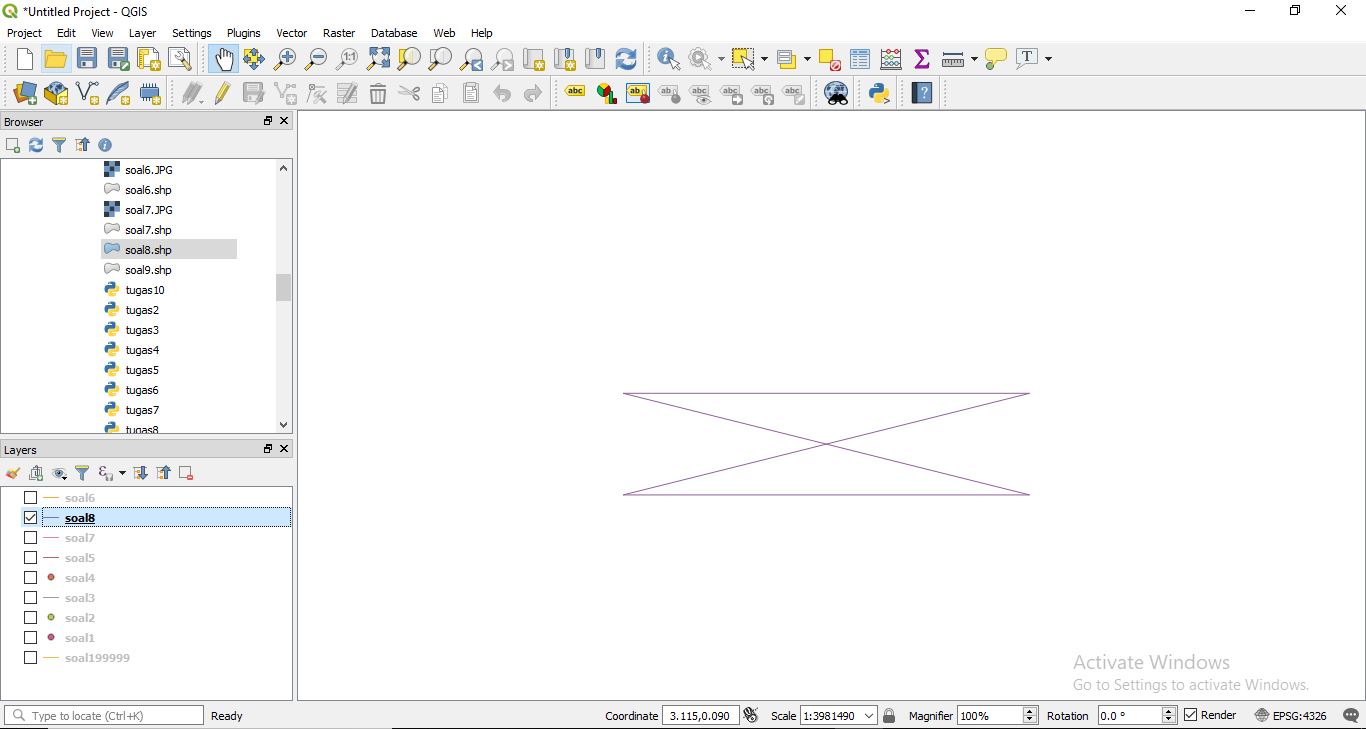 *Untitled Project - QGIS
Project Edit View Layer Settings Plugins Vector Raster Database Web Help
Browser
soal6.JPG
soal6.shp
soal7.JPG
soal7.shp
soal8.shp
soal9.shp
tugas10
tugas2
tugas3
tugas4
tugas5
tugas6
tugas7
tugas8
Layers
soal6
soal8
soal7
soal5
soal4
soal3
soal2
soal1
soal199999
Activate Windows
Go to Settings to activate Windows.
Type to locate (Ctrl+K) Ready Coordinate 3.115,0.090 Scale 1:3981490 Magnifier 100% Rotation 0.0 ° Render EPSG:4326